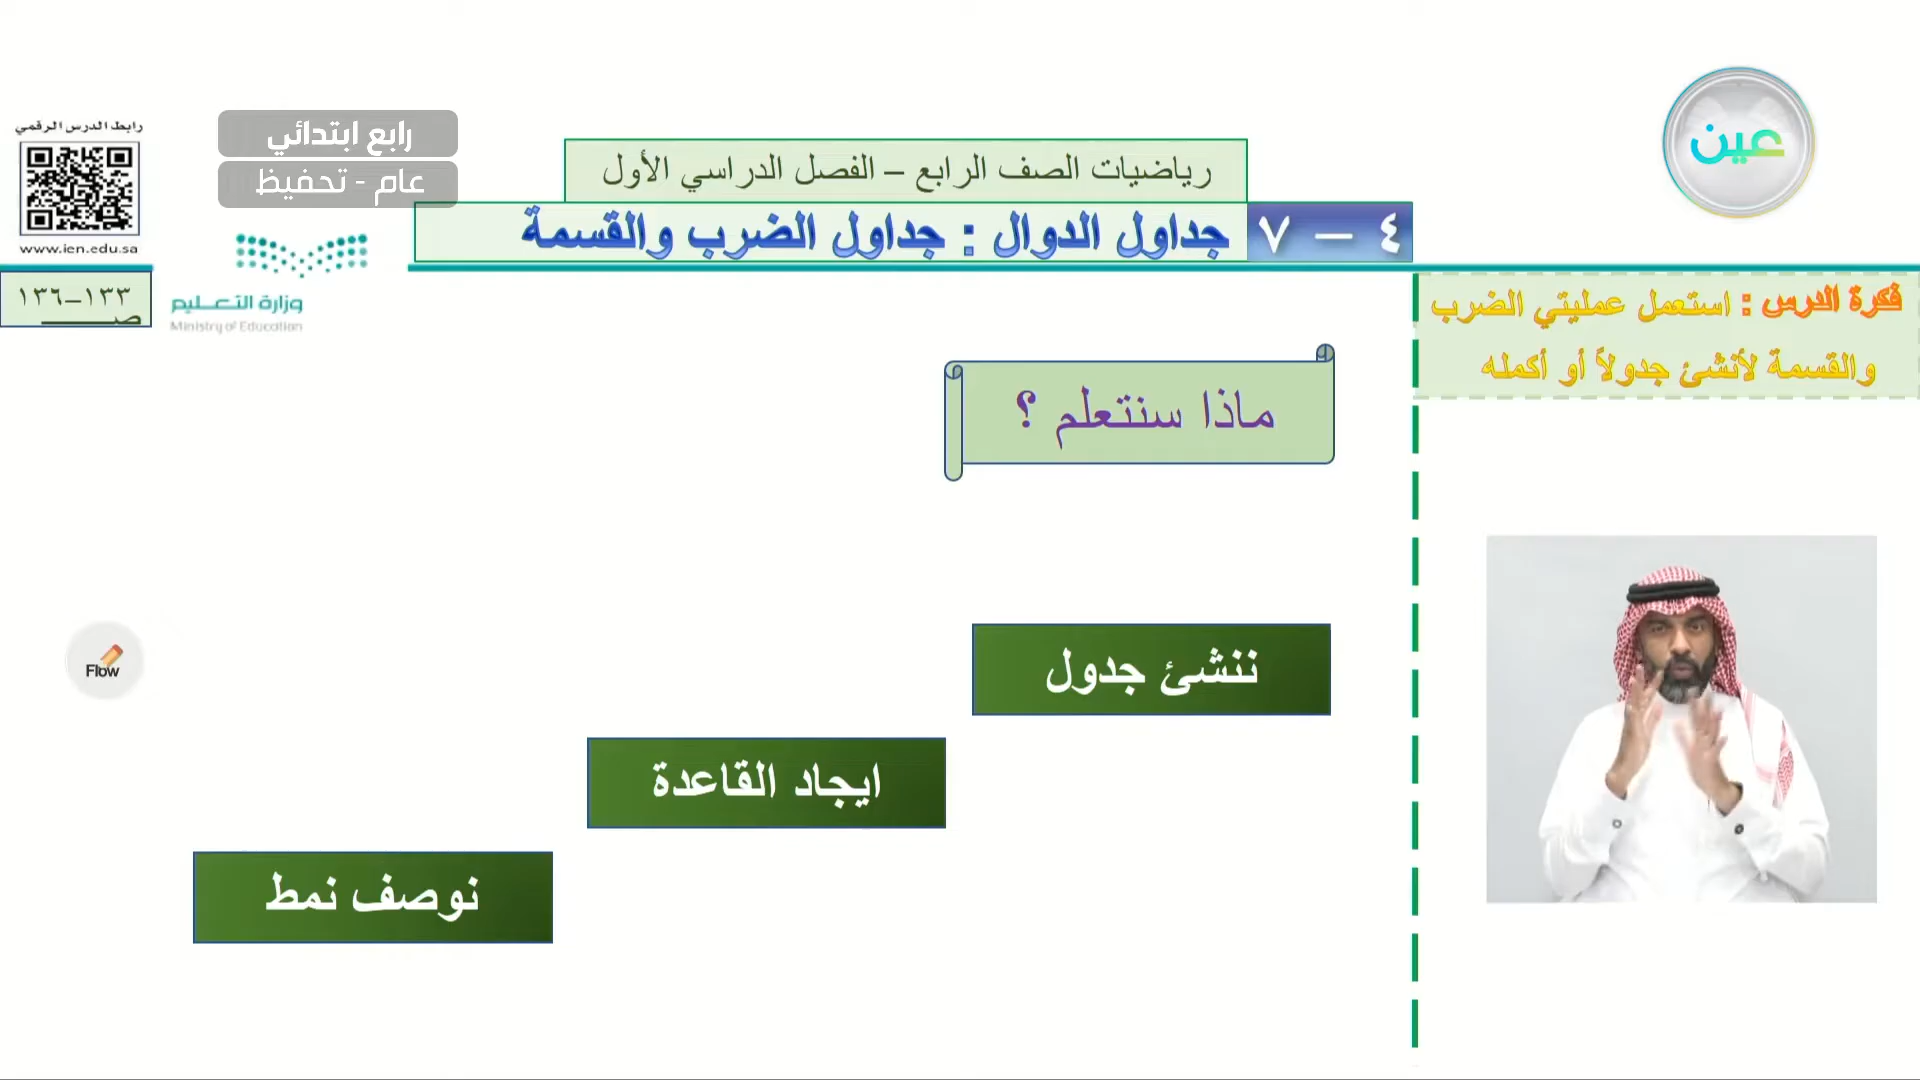 عين
رياضيات الصف الرابع – الفصل الدراسي الأول
٤ – ٧ جداول الدوال : جداول الضرب والقسمة
رابع ابتدائي
عام - تحفيظ
رابط الدرس الرقمي
www.ien.edu.sa
وزارة التعليم
Ministry of Education
١٣٣–١٣٦
صـ
فكرة الدرس : استعمل عمليتي الضرب
والقسمة لأنشئ جدولاً أو أكمله
ماذا سنتعلم ؟
ننشئ جدول
ايجاد القاعدة
نوصف نمط
Flow